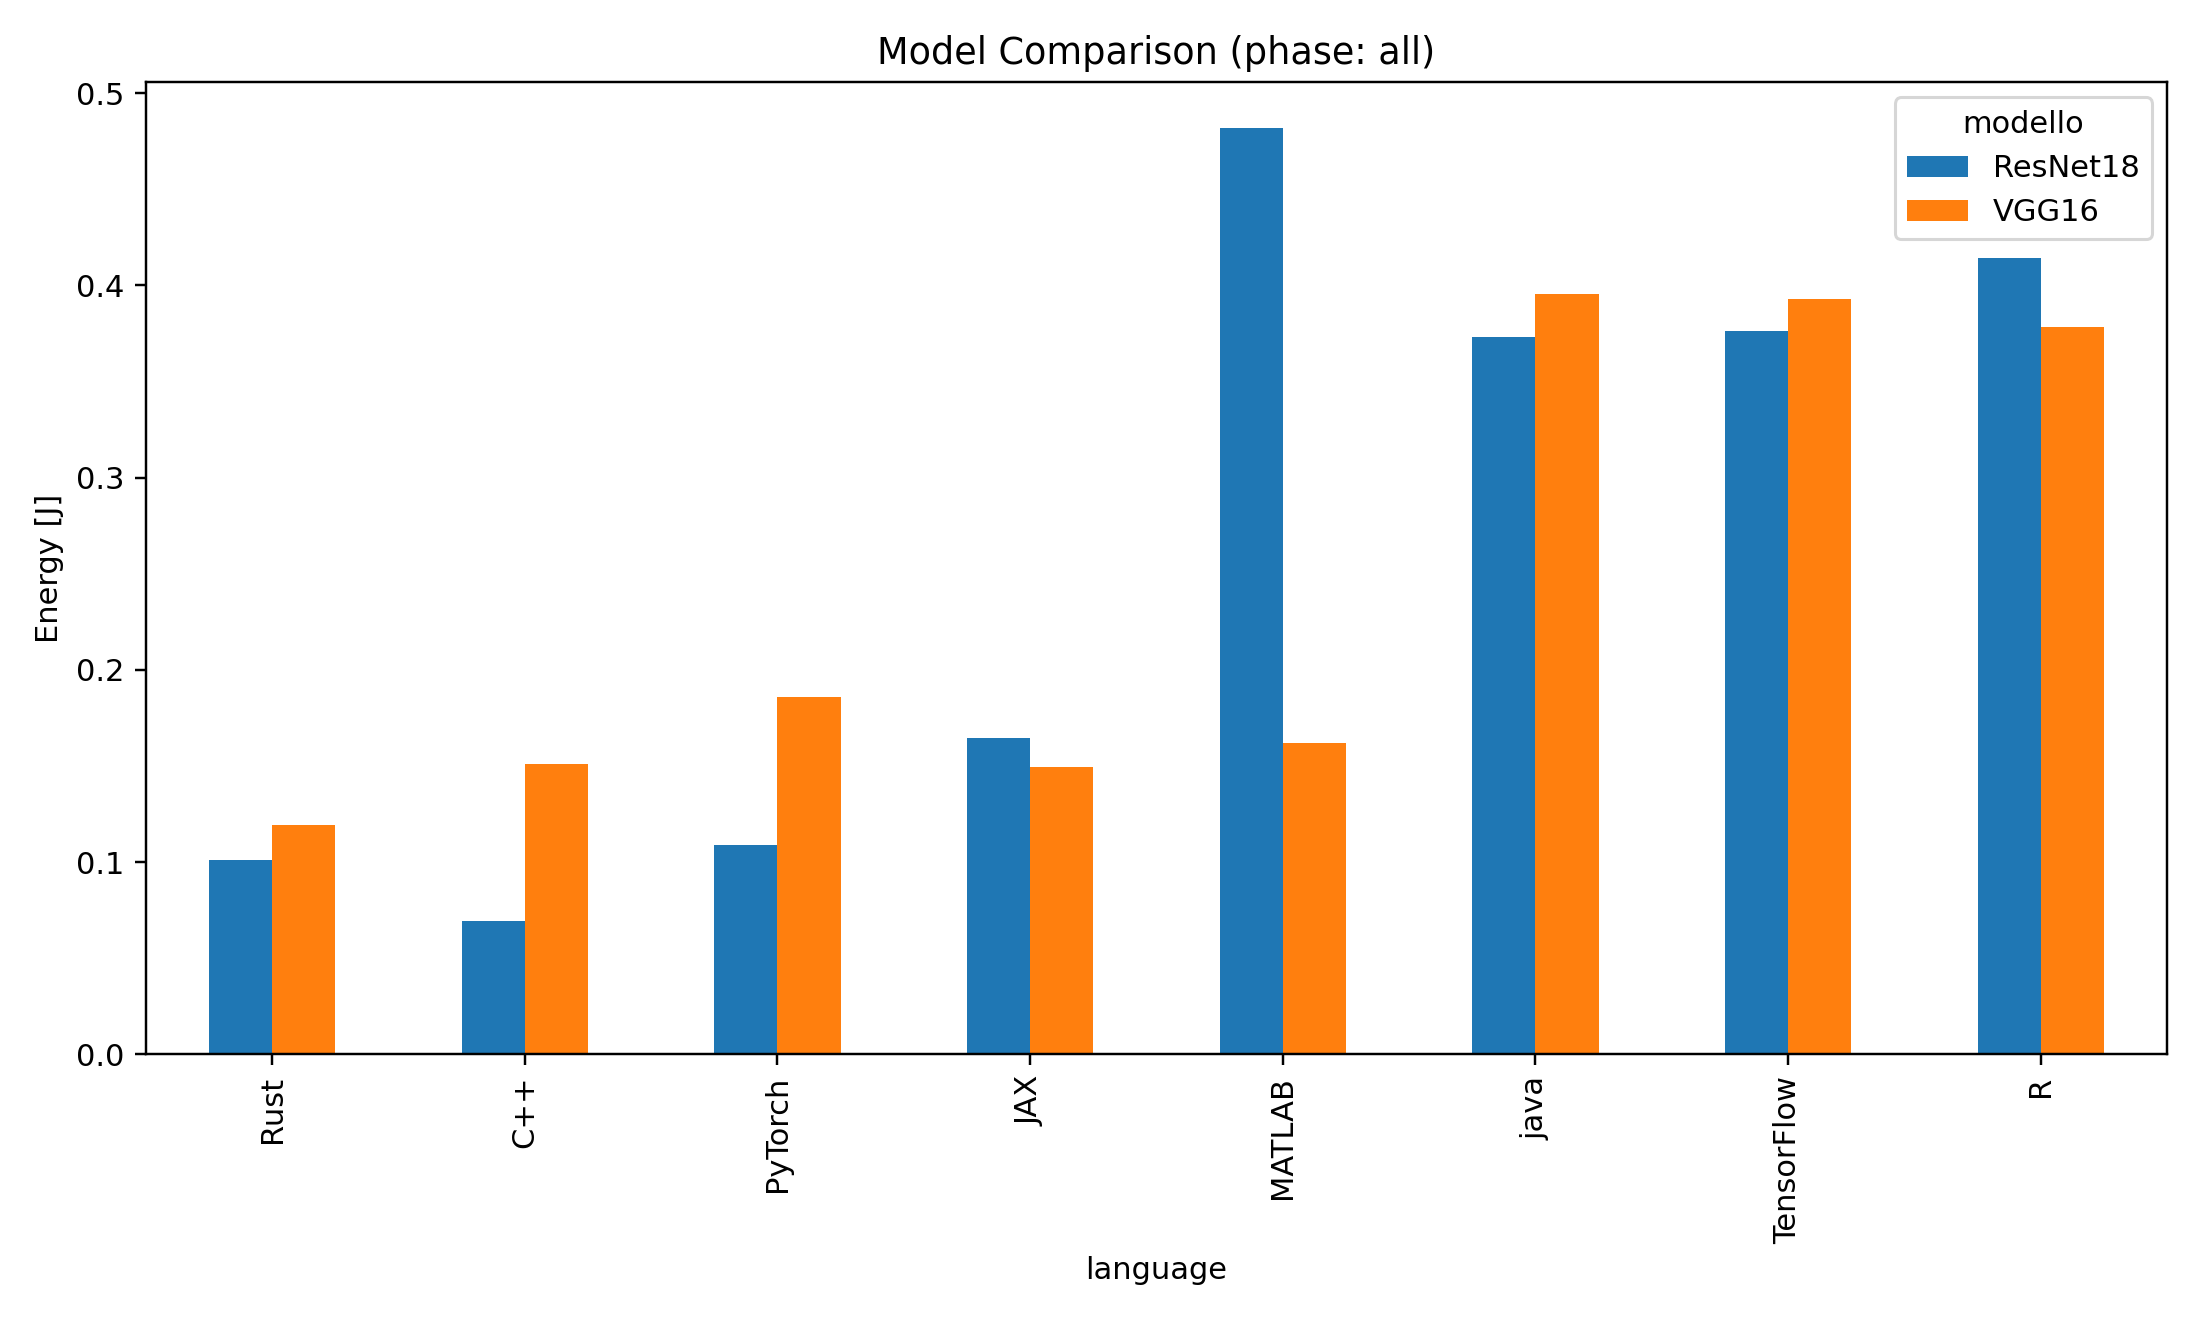 Model Comparison (phase: all)
modello
ResNet18
VGG16
Energy [J]
0.5
0.4
0.3
0.2
0.1
0.0
Rust
C++
PyTorch
JAX
MATLAB
java
TensorFlow
R
language